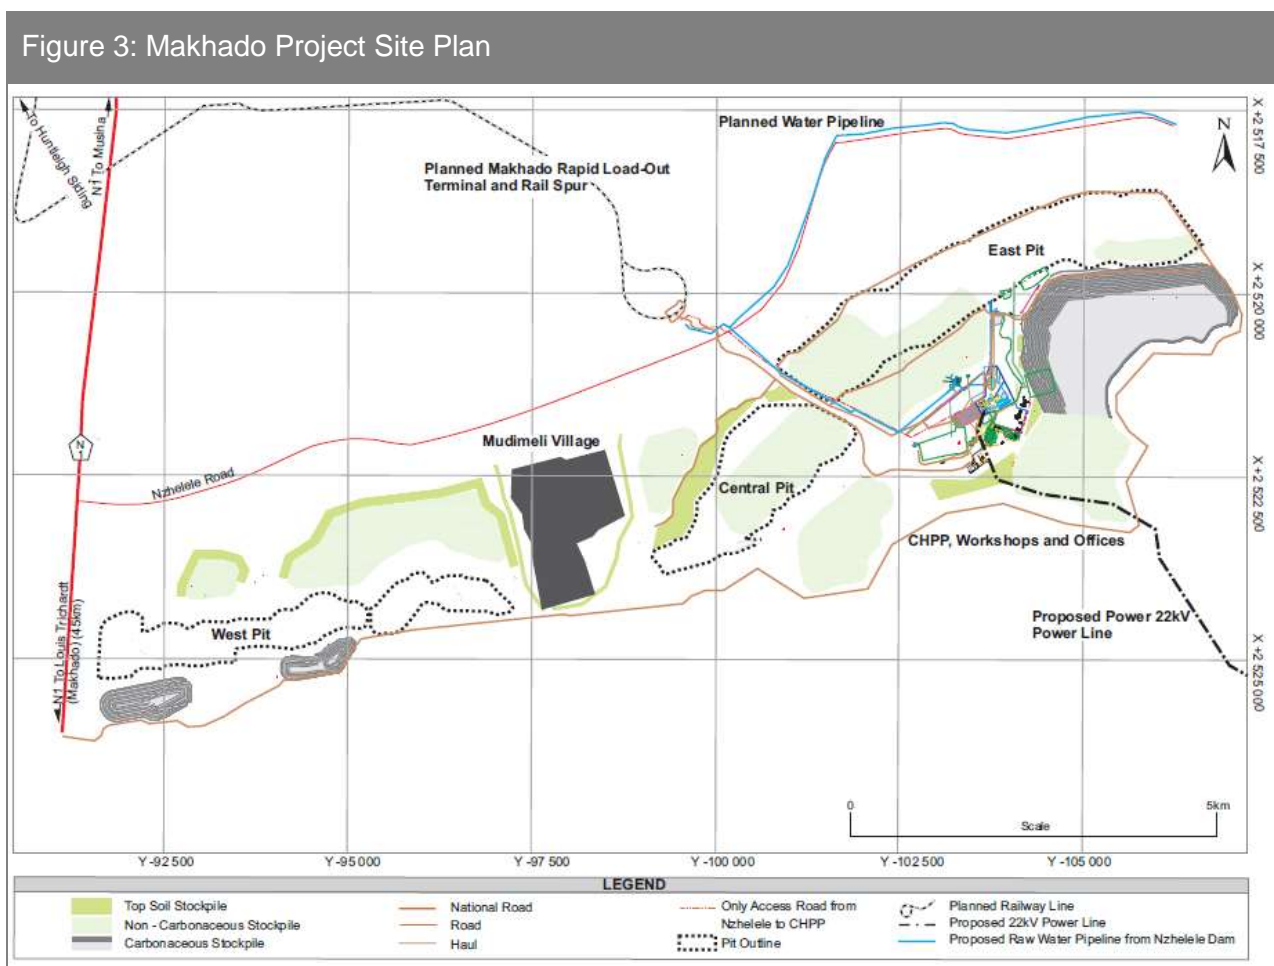 Figure 3: Makhado Project Site Plan
To Huntleigh Siding
N1 To Musina
Planned Water Pipeline
Planned Makhado Rapid Load-Out
Terminal and Rail Spur
N
X +2 517 500
East Pit
X +2 520 000
Mudimeli Village
N
1
Nzhelele Road
Central Pit
X +2 522 500
CHPP, Workshops and Offices
N1 To Louis Trichardt
(Makhado) (45km)
West Pit
Proposed Power 22kV
Power Line
X +2 525 000
0
5km
Scale
Y -92 500
Y -95 000
Y -97 500
Y -100 000
Y -102 500
Y -105 000
LEGEND
Top Soil Stockpile
Non - Carbonaceous Stockpile
Carbonaceous Stockpile
National Road
Road
Haul
Only Access Road from
Nzhelele to CHPP
Pit Outline
Planned Railway Line
Proposed 22kV Power Line
Proposed Raw Water Pipeline from Nzhelele Dam